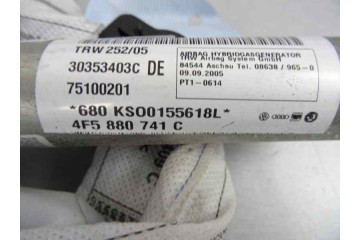 TRW 252/05
30353403C DE
75100201
AIRBAG HYBRIDGASGENERATOR
TRW Airbag System GmbH
84544 Aschau Tel. 08638 / 965-0
09.09.2005
PT1-0614
*680 KSO0155618L*
4F5 880 741 C